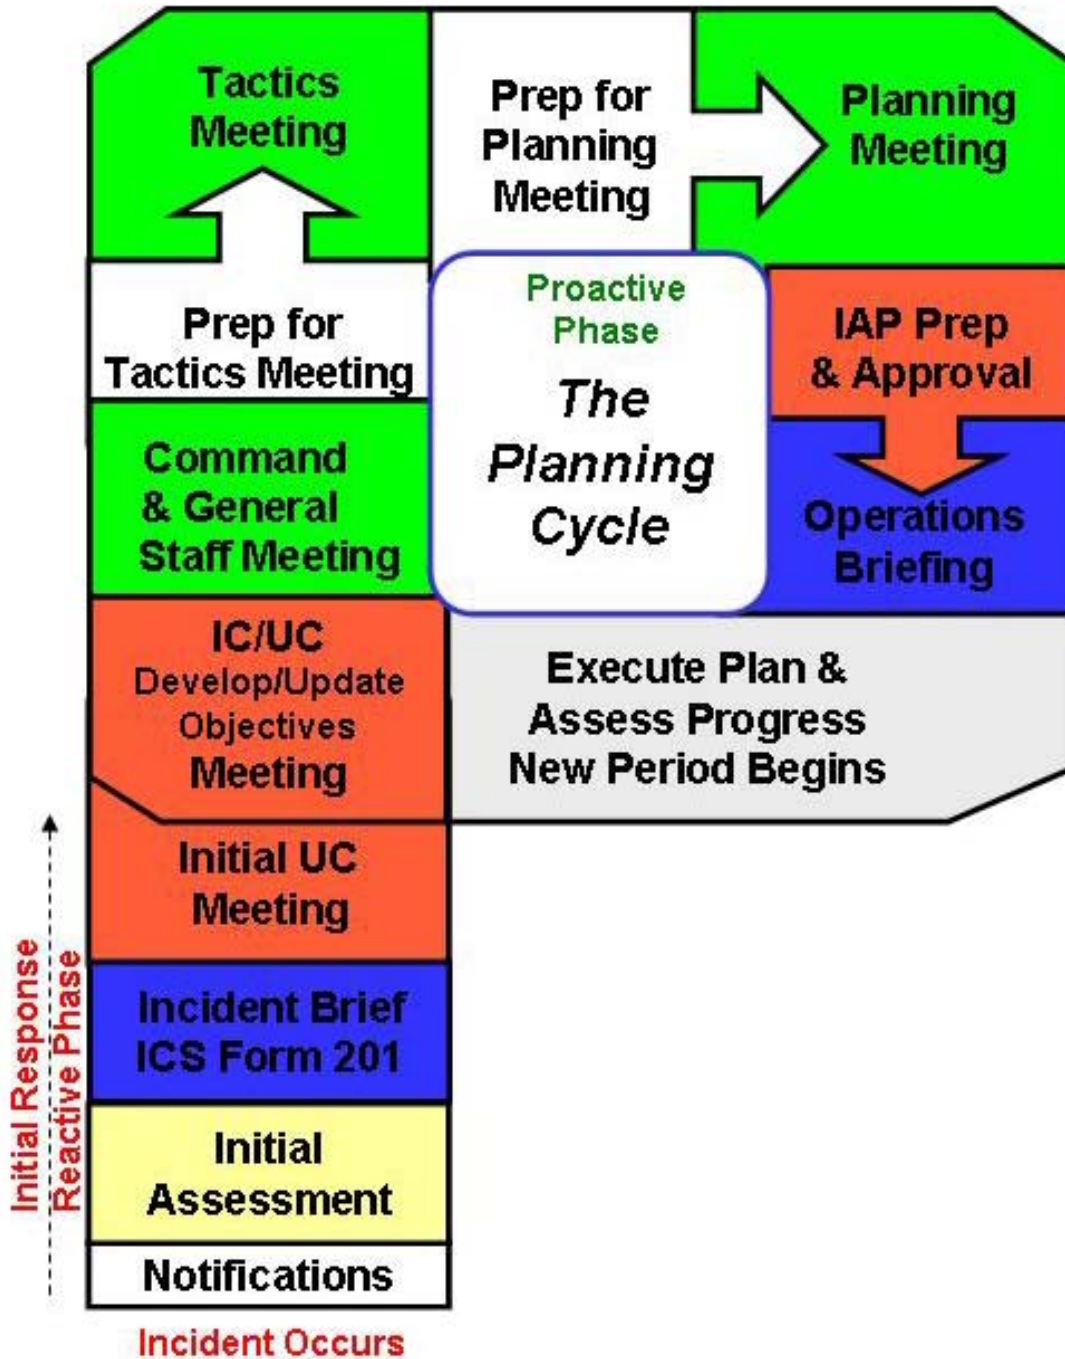 Tactics
Meeting
Prep for
Planning
Meeting
Planning
Meeting
Prep for
Tactics Meeting
Proactive
Phase
The
Planning
Cycle
IAP Prep
& Approval
Command
& General
Staff Meeting
Operations
Briefing
IC/UC
Develop/Update
Objectives
Meeting
Execute Plan &
Assess Progress
New Period Begins
Initial UC
Meeting
Initial Response
Reactive Phase
Incident Brief
ICS Form 201
Initial
Assessment
Notifications
Incident Occurs